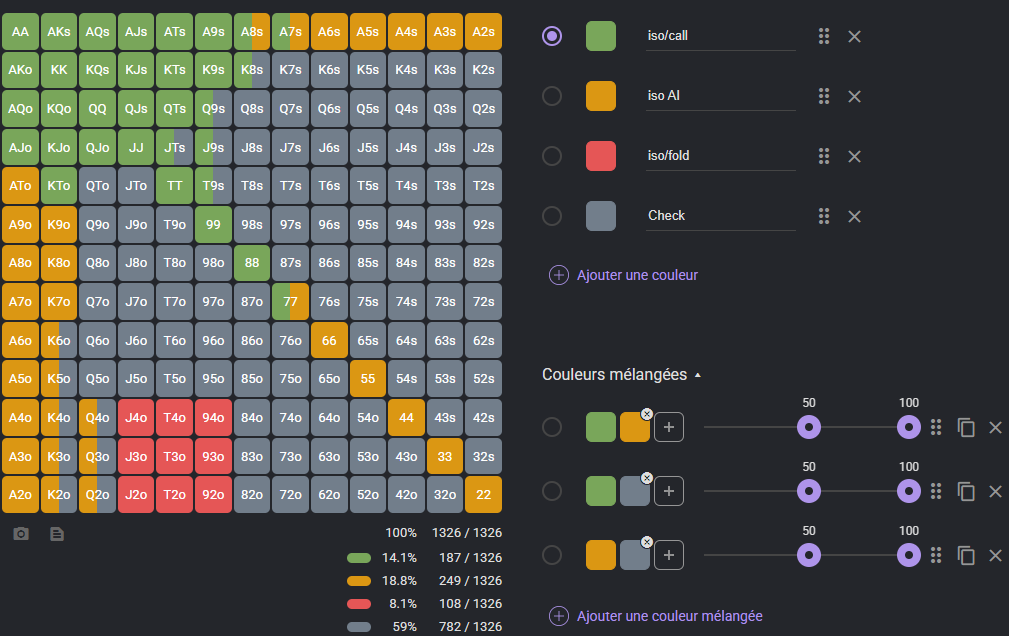 AA AKs AQs AJs ATs A9s A8s A7s A6s A5s A4s A3s A2s
AKo KK KQs KJs KTs K9s K8s K7s K6s K5s K4s K3s K2s
AQo KQo QQ QJs QTs Q9s Q8s Q7s Q6s Q5s Q4s Q3s Q2s
AJo KJo QJo JJ JTs J9s J8s J7s J6s J5s J4s J3s J2s
ATo KTo QTo JTo TT T9s T8s T7s T6s T5s T4s T3s T2s
A9o K9o Q9o J9o T9o 99 98s 97s 96s 95s 94s 93s 92s
A8o K8o Q8o J8o T8o 98o 88 87s 86s 85s 84s 83s 82s
A7o K7o Q7o J7o T7o 97o 87o 77 76s 75s 74s 73s 72s
A6o K6o Q6o J6o T6o 96o 86o 76o 66 65s 64s 63s 62s
A5o K5o Q5o J5o T5o 95o 85o 75o 65o 55 54s 53s 52s
A4o K4o Q4o J4o T4o 94o 84o 74o 64o 54o 44 43s 42s
A3o K3o Q3o J3o T3o 93o 83o 73o 63o 53o 43o 33 32s
A2o K2o Q2o J2o T2o 92o 82o 72o 62o 52o 42o 32o 22
100% 1326 / 1326
14.1% 187 / 1326
18.8% 249 / 1326
8.1% 108 / 1326
59% 782 / 1326
iso/call
iso AI
iso/fold
Check
Ajouter une couleur
Couleurs mélangées
50 100
50 100
50 100
Ajouter une couleur mélangée